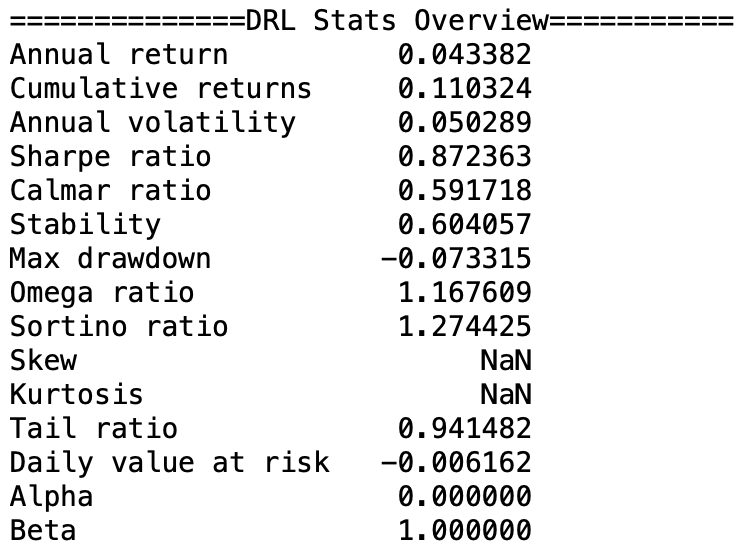 ==============DRL Stats Overview===========
Annual return 0.043382
Cumulative returns 0.110324
Annual volatility 0.050289
Sharpe ratio 0.872363
Calmar ratio 0.591718
Stability 0.604057
Max drawdown -0.073315
Omega ratio 1.167609
Sortino ratio 1.274425
Skew NaN
Kurtosis NaN
Tail ratio 0.941482
Daily value at risk -0.006162
Alpha 0.000000
Beta 1.000000